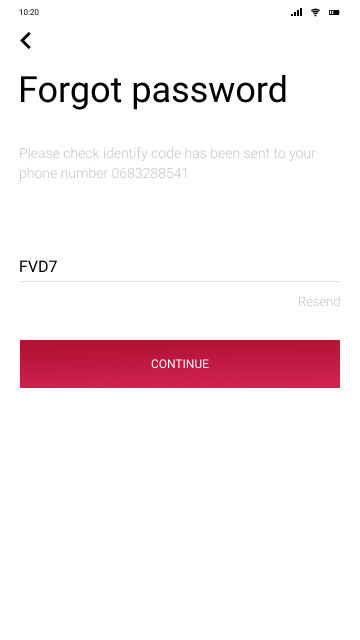 10:20
Forgot password
Please check identify code has been sent to your
phone number 0683288541
FVD7
Resend
CONTINUE